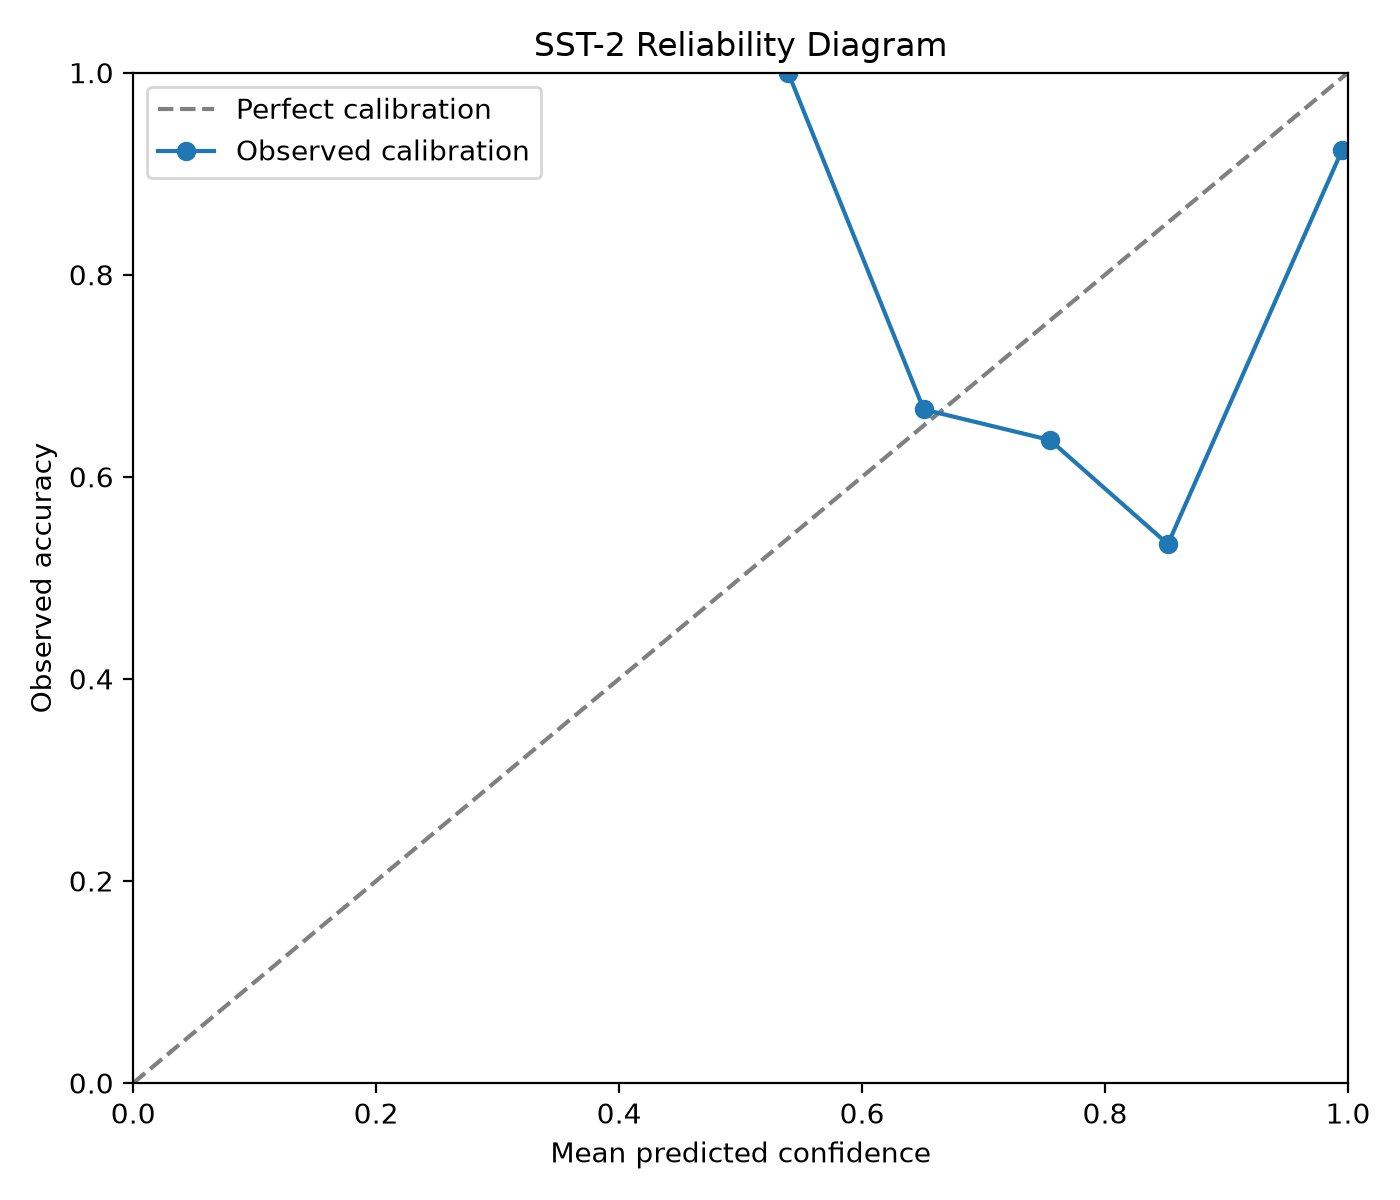 SST-2 Reliability Diagram
Perfect calibration
Observed calibration
1.0
0.8
0.6
0.4
0.2
0.0
Observed accuracy
0.0 0.2 0.4 0.6 0.8 1.0
Mean predicted confidence